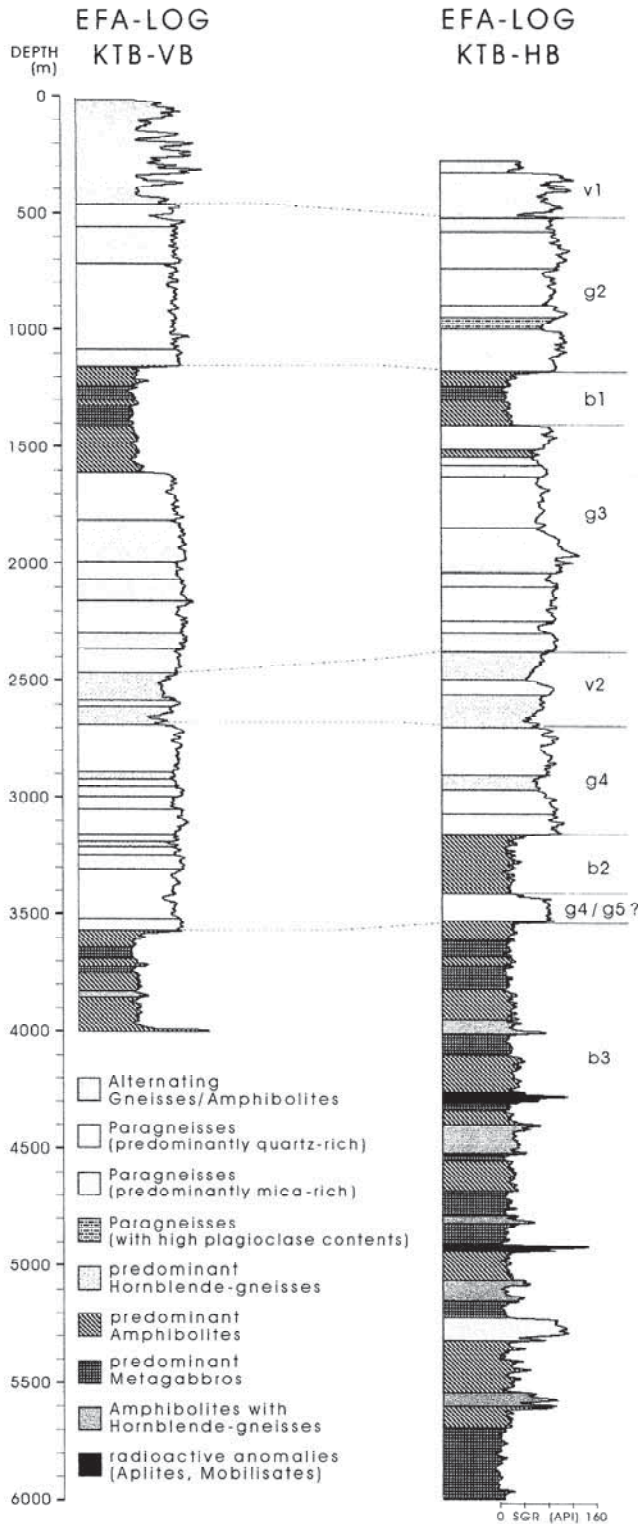 EFA-LOG
KTB-VB
EFA-LOG
KTB-HB
DEPTH
(m)
0
500
1000
1500
2000
2500
3000
3500
4000
4500
5000
5500
6000
v1
g2
b1
g3
v2
g4
b2
g4/g5?
b3
Alternating
Gneisses/Amphibolites
Paragneisses
(predominantly quartz-rich)
Paragneisses
(predominantly mica-rich)
Paragneisses
(with high plagioclase contents)
predominant
Hornblende-gneisses
predominant
Amphibolites
predominant
Metagabbros
Amphibolites with
Hornblende-gneisses
radioactive anomalies
(Aplites, Mobilisates)
0 SGR (API) 160